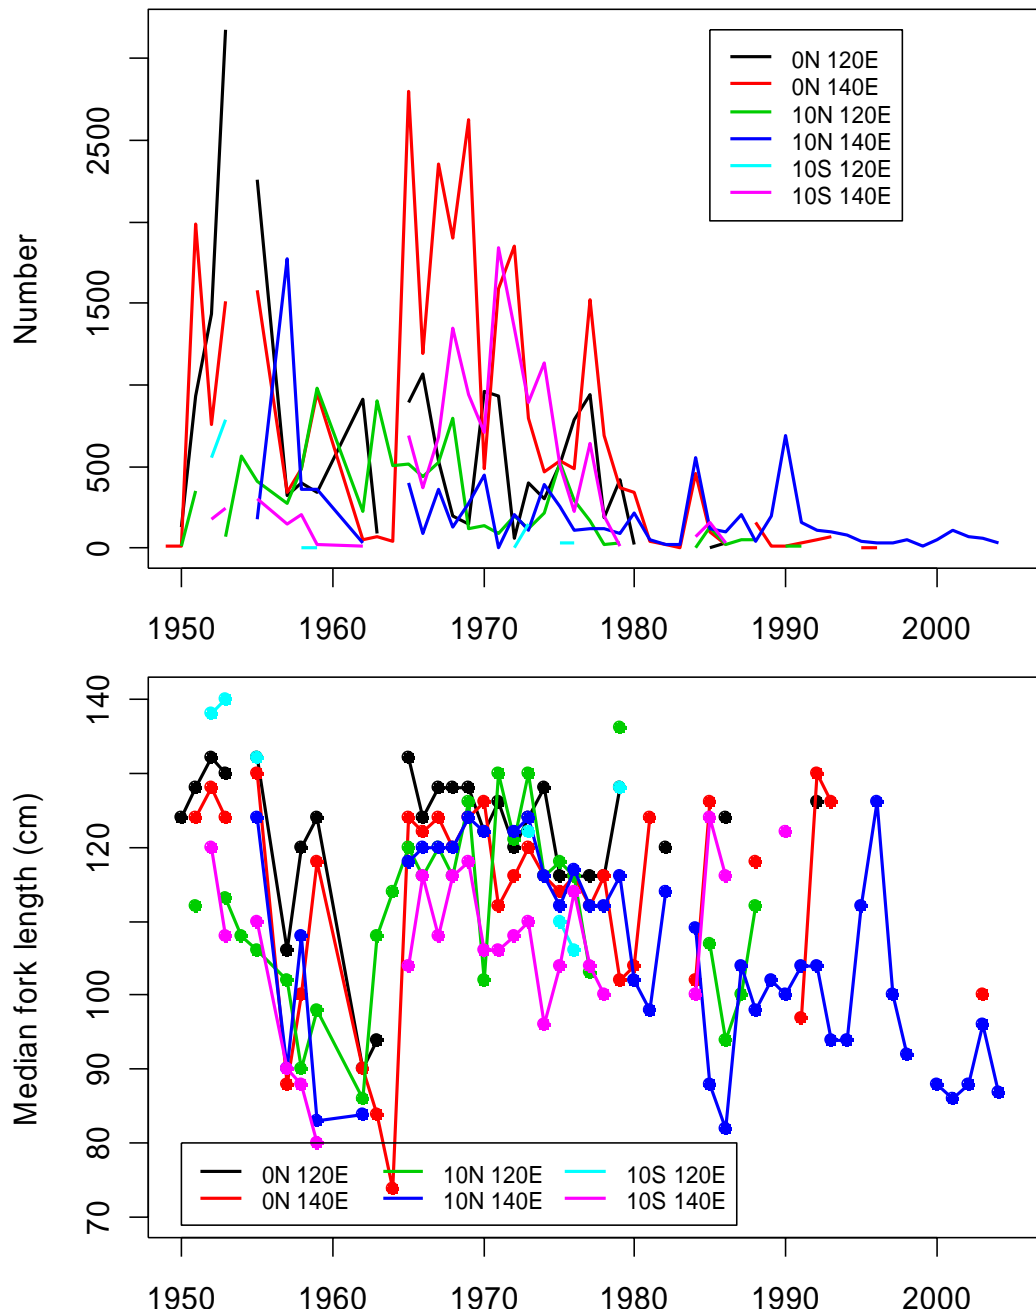 Number
0
500
1500
2500
0N 120E
0N 140E
10N 120E
10N 140E
10S 120E
10S 140E
1950 1960 1970 1980 1990 2000
Median fork length (cm)
140
120
100
90
80
70
0N 120E 10N 120E 10S 120E
0N 140E 10N 140E 10S 140E
1950 1960 1970 1980 1990 2000